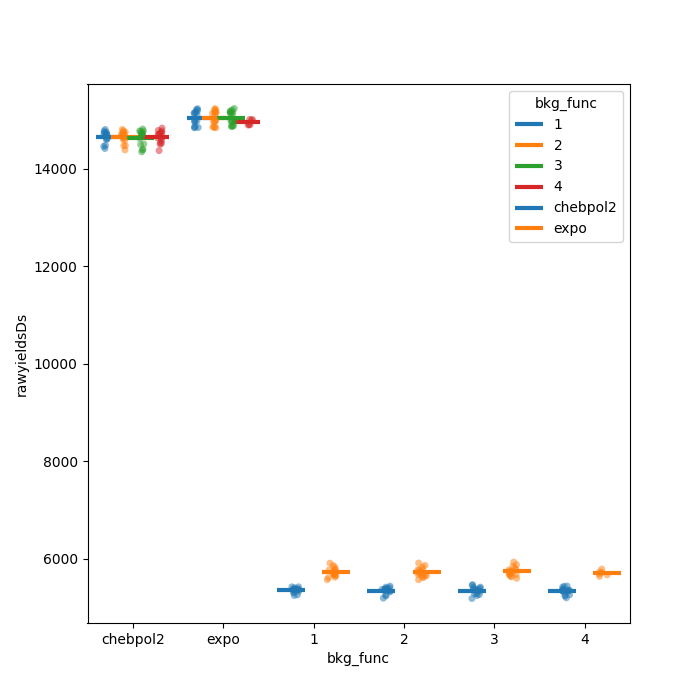 bkg_func
1
2
3
4
chebpol2
expo
14000
12000
10000
8000
6000
rawyieldsDs
chebpol2 expo 1 2 3 4
bkg_func